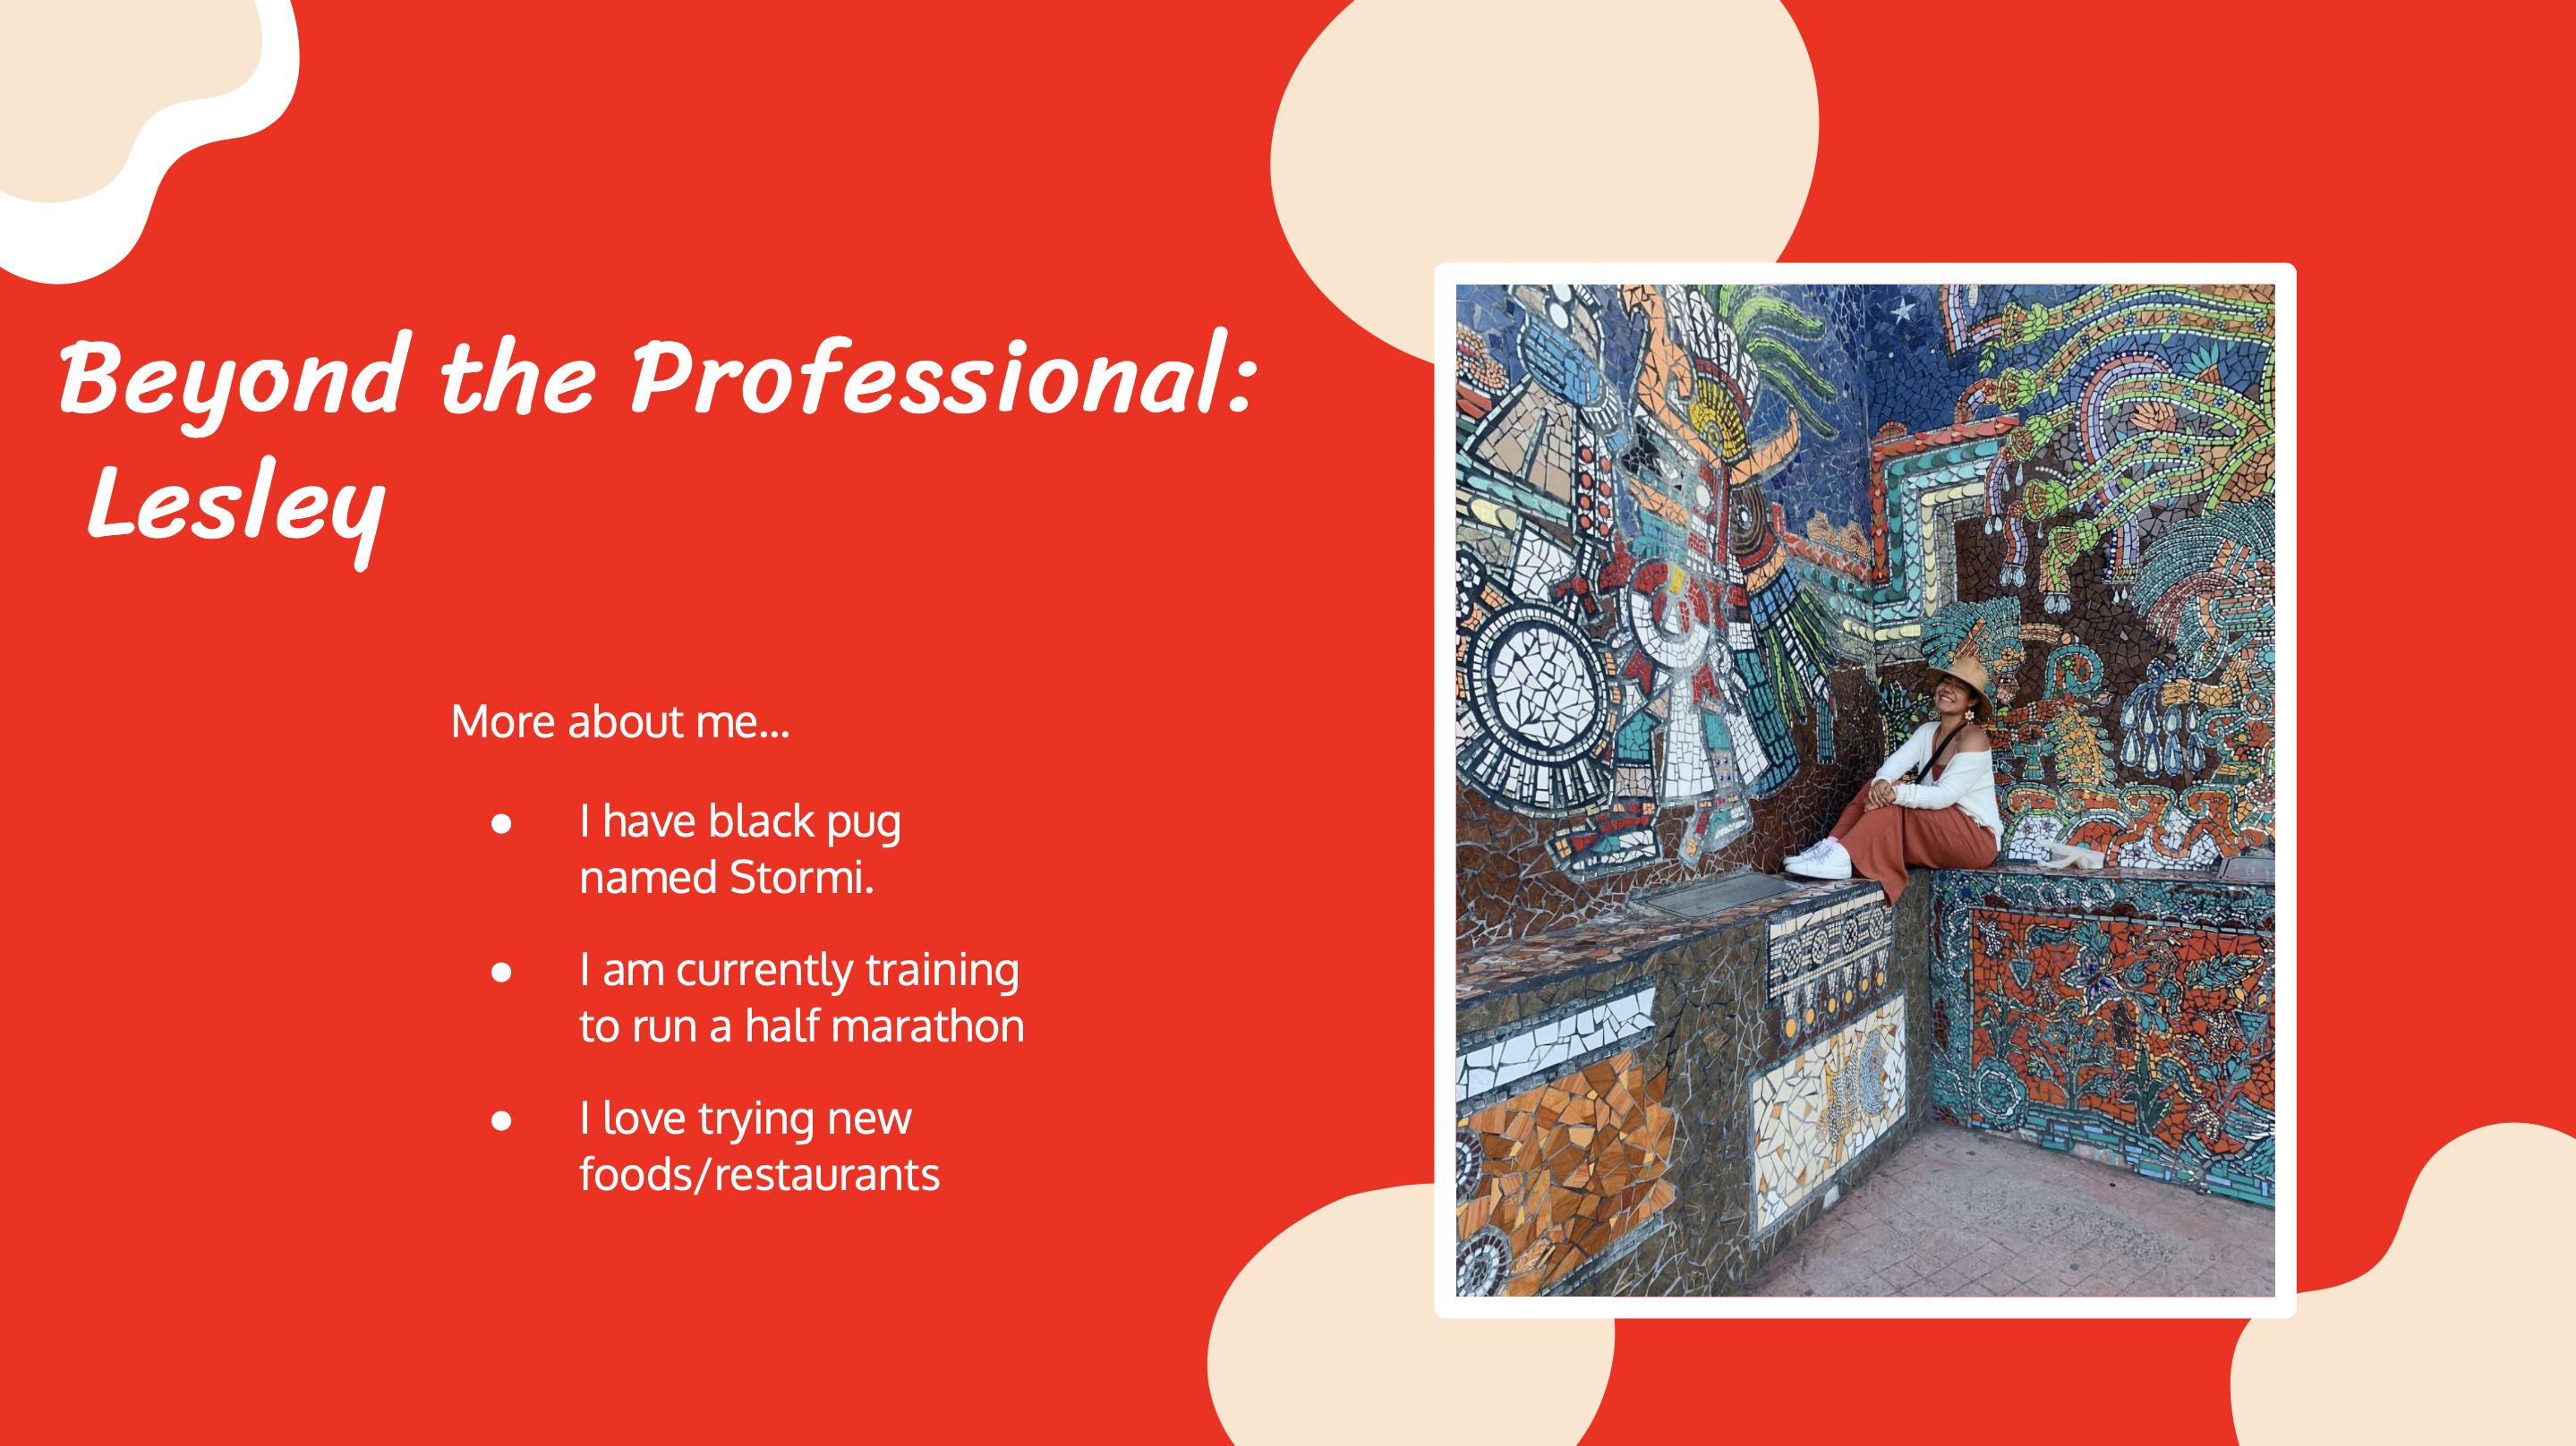 Beyond the Professional:
Lesley
More about me...
● I have black pug
named Stormi.
● I am currently training
to run a half marathon
● I love trying new
foods/restaurants